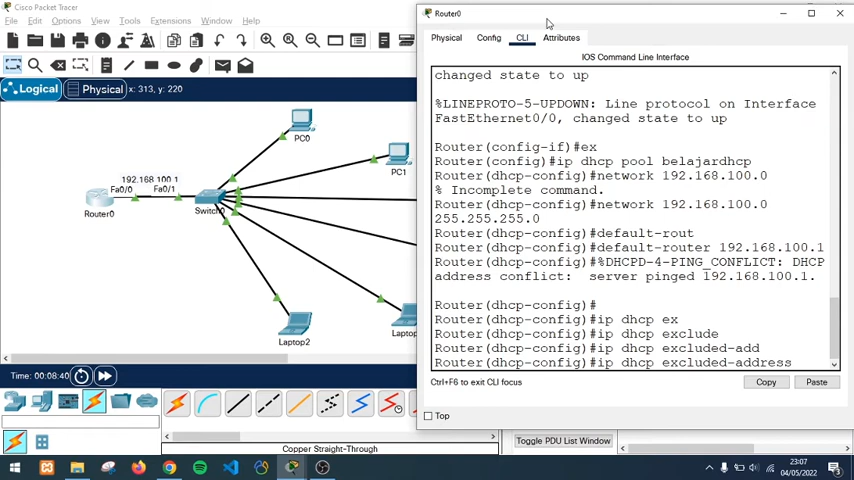 Cisco Packet Tracer
File Edit Options View Tools Extensions Window Help
Logical Physical x: 313, y: 220
192.168.100.1
Fa0/0 Fa0/1
Router0
Switch0
PC0
PC1
Laptop2
Laptop
Time: 00:08:40
Copper Straight-Through
Router0
Physical Config CLI Attributes
IOS Command Line Interface
changed state to up
%LINEPROTO-5-UPDOWN: Line protocol on Interface
FastEthernet0/0, changed state to up
Router(config-if)#ex
Router(config)#ip dhcp pool belajardhcp
Router(dhcp-config)#network 192.168.100.0
% Incomplete command.
Router(dhcp-config)#network 192.168.100.0
255.255.255.0
Router(dhcp-config)#default-rout
Router(dhcp-config)#default-router 192.168.100.1
Router(dhcp-config)#%DHCPD-4-PING_CONFLICT: DHCP
address conflict: server pinged 192.168.100.1.
Router(dhcp-config)#
Router(dhcp-config)#ip dhcp ex
Router(dhcp-config)#ip dhcp exclude
Router(dhcp-config)#ip dhcp excluded-add
Router(dhcp-config)#ip dhcp excluded-address
Ctrl+F6 to exit CLI focus
Copy Paste
Top
Toggle PDU List Window
23:07
04/05/2022